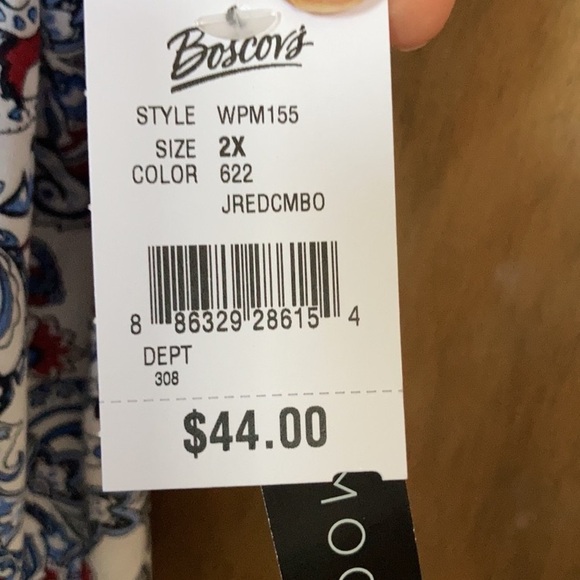 Boscov's
STYLE WPM155
SIZE 2X
COLOR 622
JREDCMBO
8 86329 28615 4
DEPT
308
$44.00